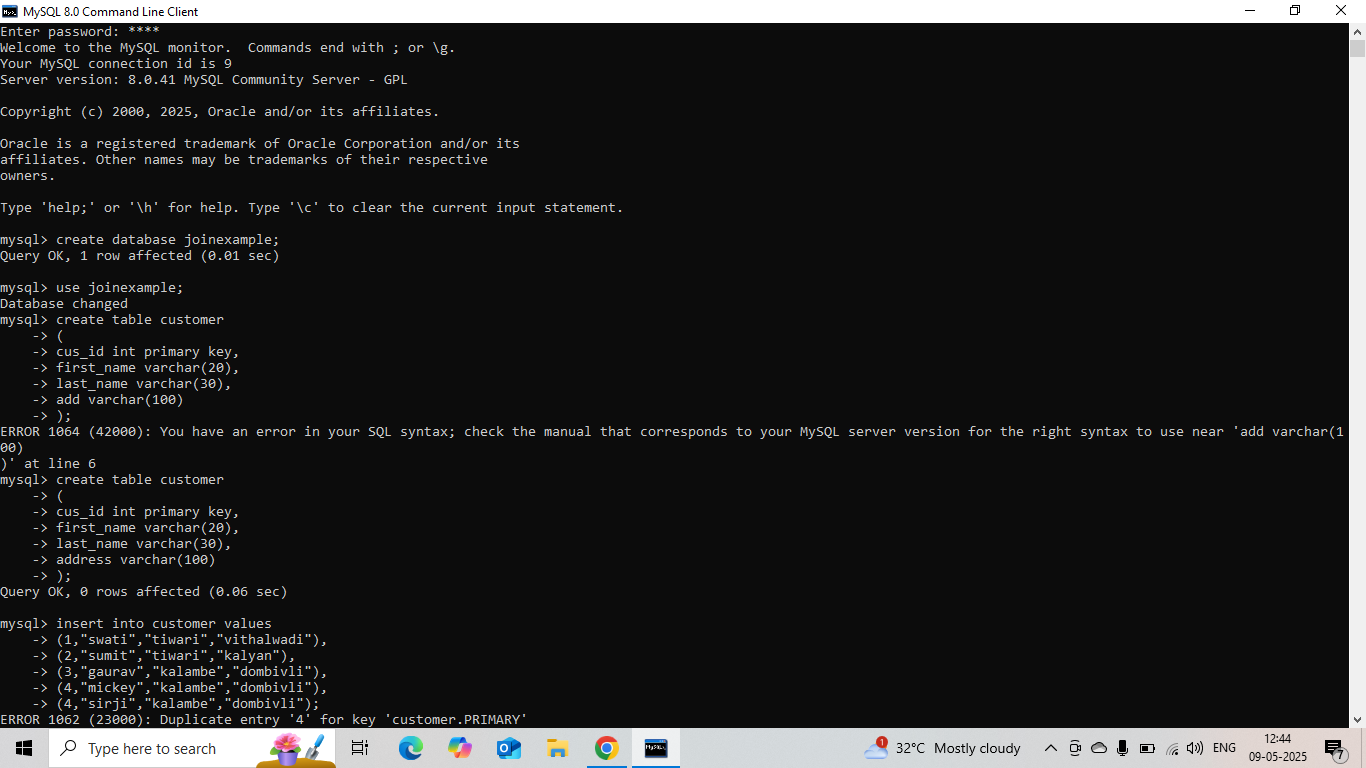 MySQL 8.0 Command Line Client
Enter password: ****
Welcome to the MySQL monitor.  Commands end with ; or \g.
Your MySQL connection id is 9
Server version: 8.0.41 MySQL Community Server - GPL
Copyright (c) 2000, 2025, Oracle and/or its affiliates.
Oracle is a registered trademark of Oracle Corporation and/or its
affiliates. Other names may be trademarks of their respective
owners.
Type 'help;' or '\h' for help. Type '\c' to clear the current input statement.
mysql> create database joinexample;
Query OK, 1 row affected (0.01 sec)
mysql> use joinexample;
Database changed
mysql> create table customer
    -> (
    -> cus_id int primary key,
    -> first_name varchar(20),
    -> last_name varchar(30),
    -> add varchar(100)
    -> );
ERROR 1064 (42000): You have an error in your SQL syntax; check the manual that corresponds to your MySQL server version for the right syntax to use near 'add varchar(1
00)
)' at line 6
mysql> create table customer
    -> (
    -> cus_id int primary key,
    -> first_name varchar(20),
    -> last_name varchar(30),
    -> address varchar(100)
    -> );
Query OK, 0 rows affected (0.06 sec)
mysql> insert into customer values
    -> (1,"swati","tiwari","vithalwadi"),
    -> (2,"sumit","tiwari","kalyan"),
    -> (3,"gaurav","kalambe","dombivli"),
    -> (4,"mickey","kalambe","dombivli"),
    -> (4,"sirji","kalambe","dombivli");
ERROR 1062 (23000): Duplicate entry '4' for key 'customer.PRIMARY'
Type here to search
1
32°C Mostly cloudy
ENG
12:44
09-05-2025
7